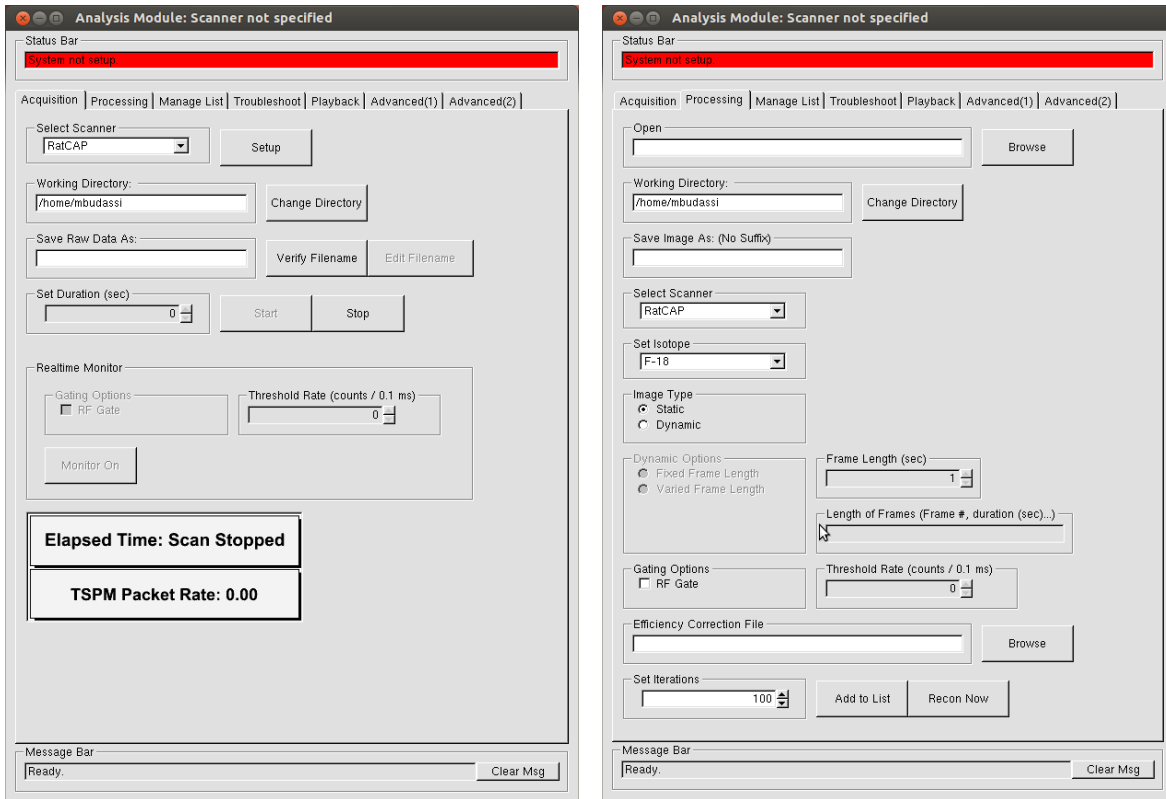 Analysis Module: Scanner not specified
Status Bar
System not setup.
Acquisition Processing Manage List Troubleshoot Playback Advanced(1) Advanced(2)
Select Scanner
RatCAP Setup
Working Directory:
/home/mbudassi Change Directory
Save Raw Data As:
Verify Filename Edit Filename
Set Duration (sec)
0 Start Stop
Realtime Monitor
Gating Options Threshold Rate (counts / 0.1 ms)
RF Gate 0
Monitor On
Elapsed Time: Scan Stopped
TSPM Packet Rate: 0.00
Message Bar
Ready. Clear Msg
Analysis Module: Scanner not specified
Status Bar
System not setup.
Acquisition Processing Manage List Troubleshoot Playback Advanced(1) Advanced(2)
Open
Browse
Working Directory:
/home/mbudassi Change Directory
Save Image As: (No Suffix)
Select Scanner
RatCAP
Set Isotope
F-18
Image Type
Static
Dynamic
Dynamic Options Frame Length (sec)
Fixed Frame Length 1
Varied Frame Length
Length of Frames (Frame #, duration (sec)...)
Gating Options Threshold Rate (counts / 0.1 ms)
RF Gate 0
Efficiency Correction File
Browse
Set Iterations
100 Add to List Recon Now
Message Bar
Ready. Clear Msg